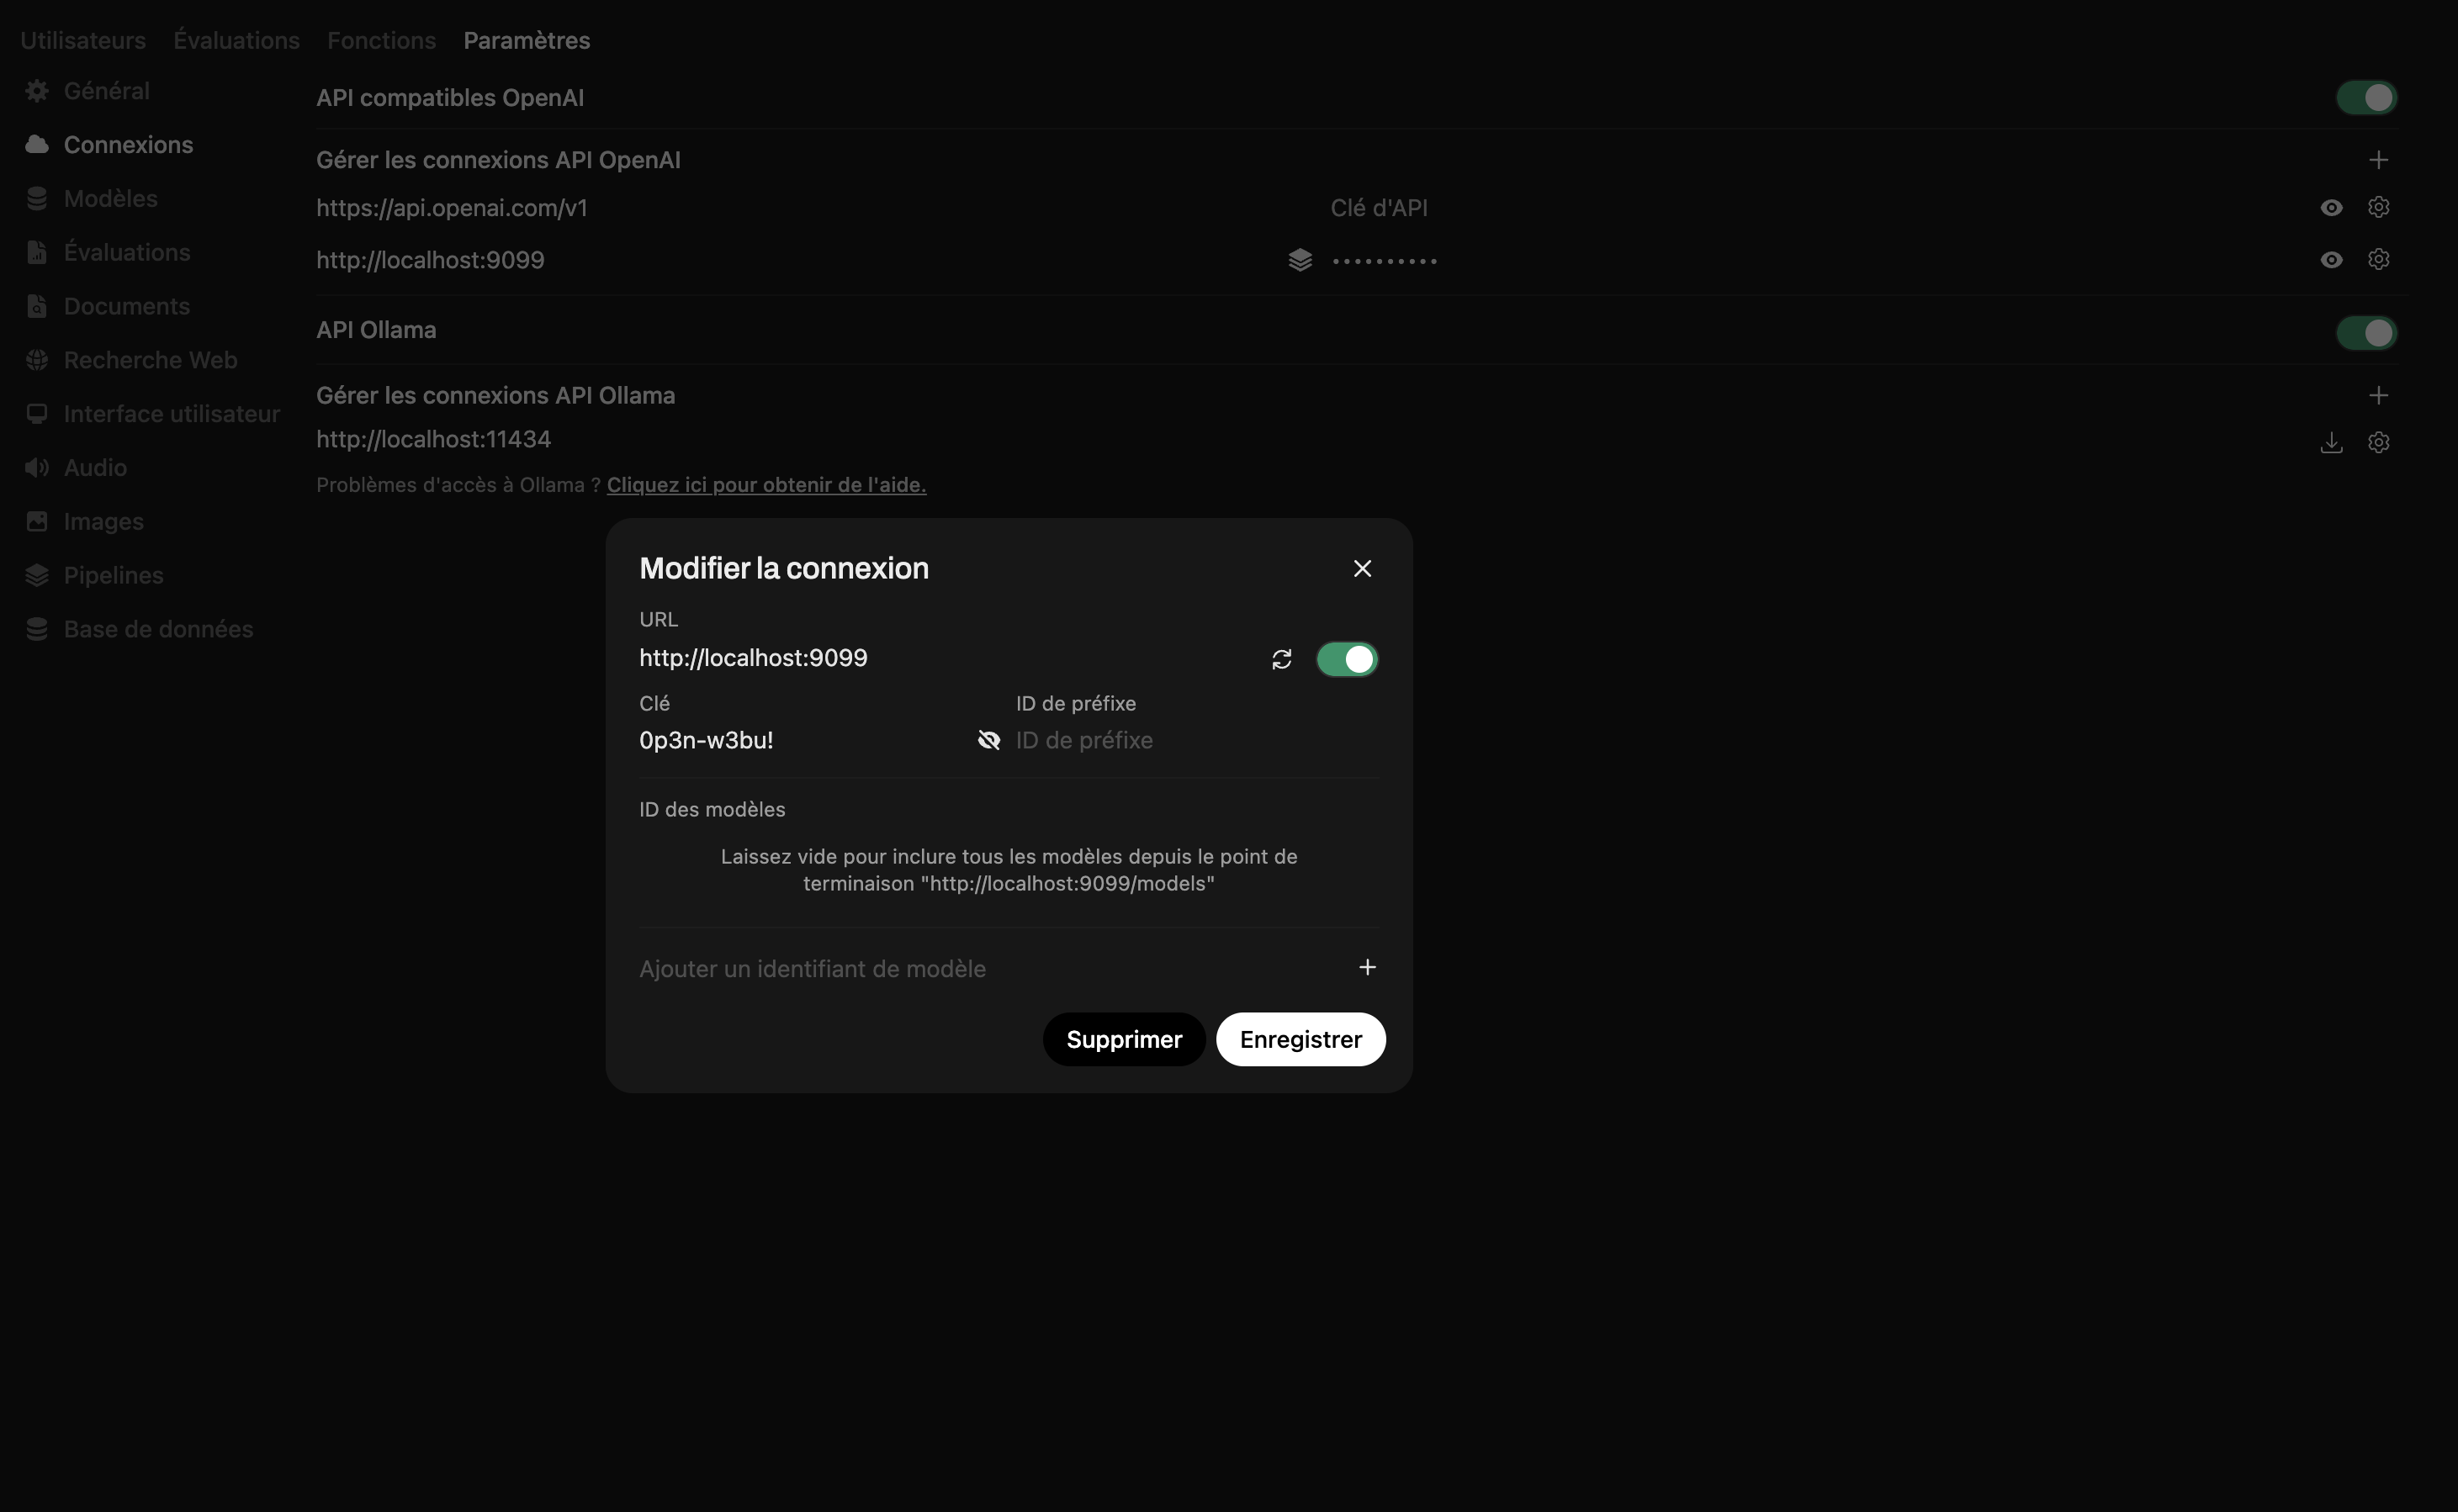 Utilisateurs Évaluations Fonctions Paramètres
Général
Connexions
Modèles
Évaluations
Documents
Recherche Web
Interface utilisateur
Audio
Images
Pipelines
Base de données
API compatibles OpenAI
Gérer les connexions API OpenAI
https://api.openai.com/v1 Clé d'API
http://localhost:9099 ••••••••••
API Ollama
Gérer les connexions API Ollama
http://localhost:11434
Problèmes d'accès à Ollama ? Cliquez ici pour obtenir de l'aide.
Modifier la connexion
URL
http://localhost:9099
Clé ID de préfixe
0p3n-w3bu! ID de préfixe
ID des modèles
Laissez vide pour inclure tous les modèles depuis le point de
terminaison "http://localhost:9099/models"
Ajouter un identifiant de modèle
Supprimer Enregistrer